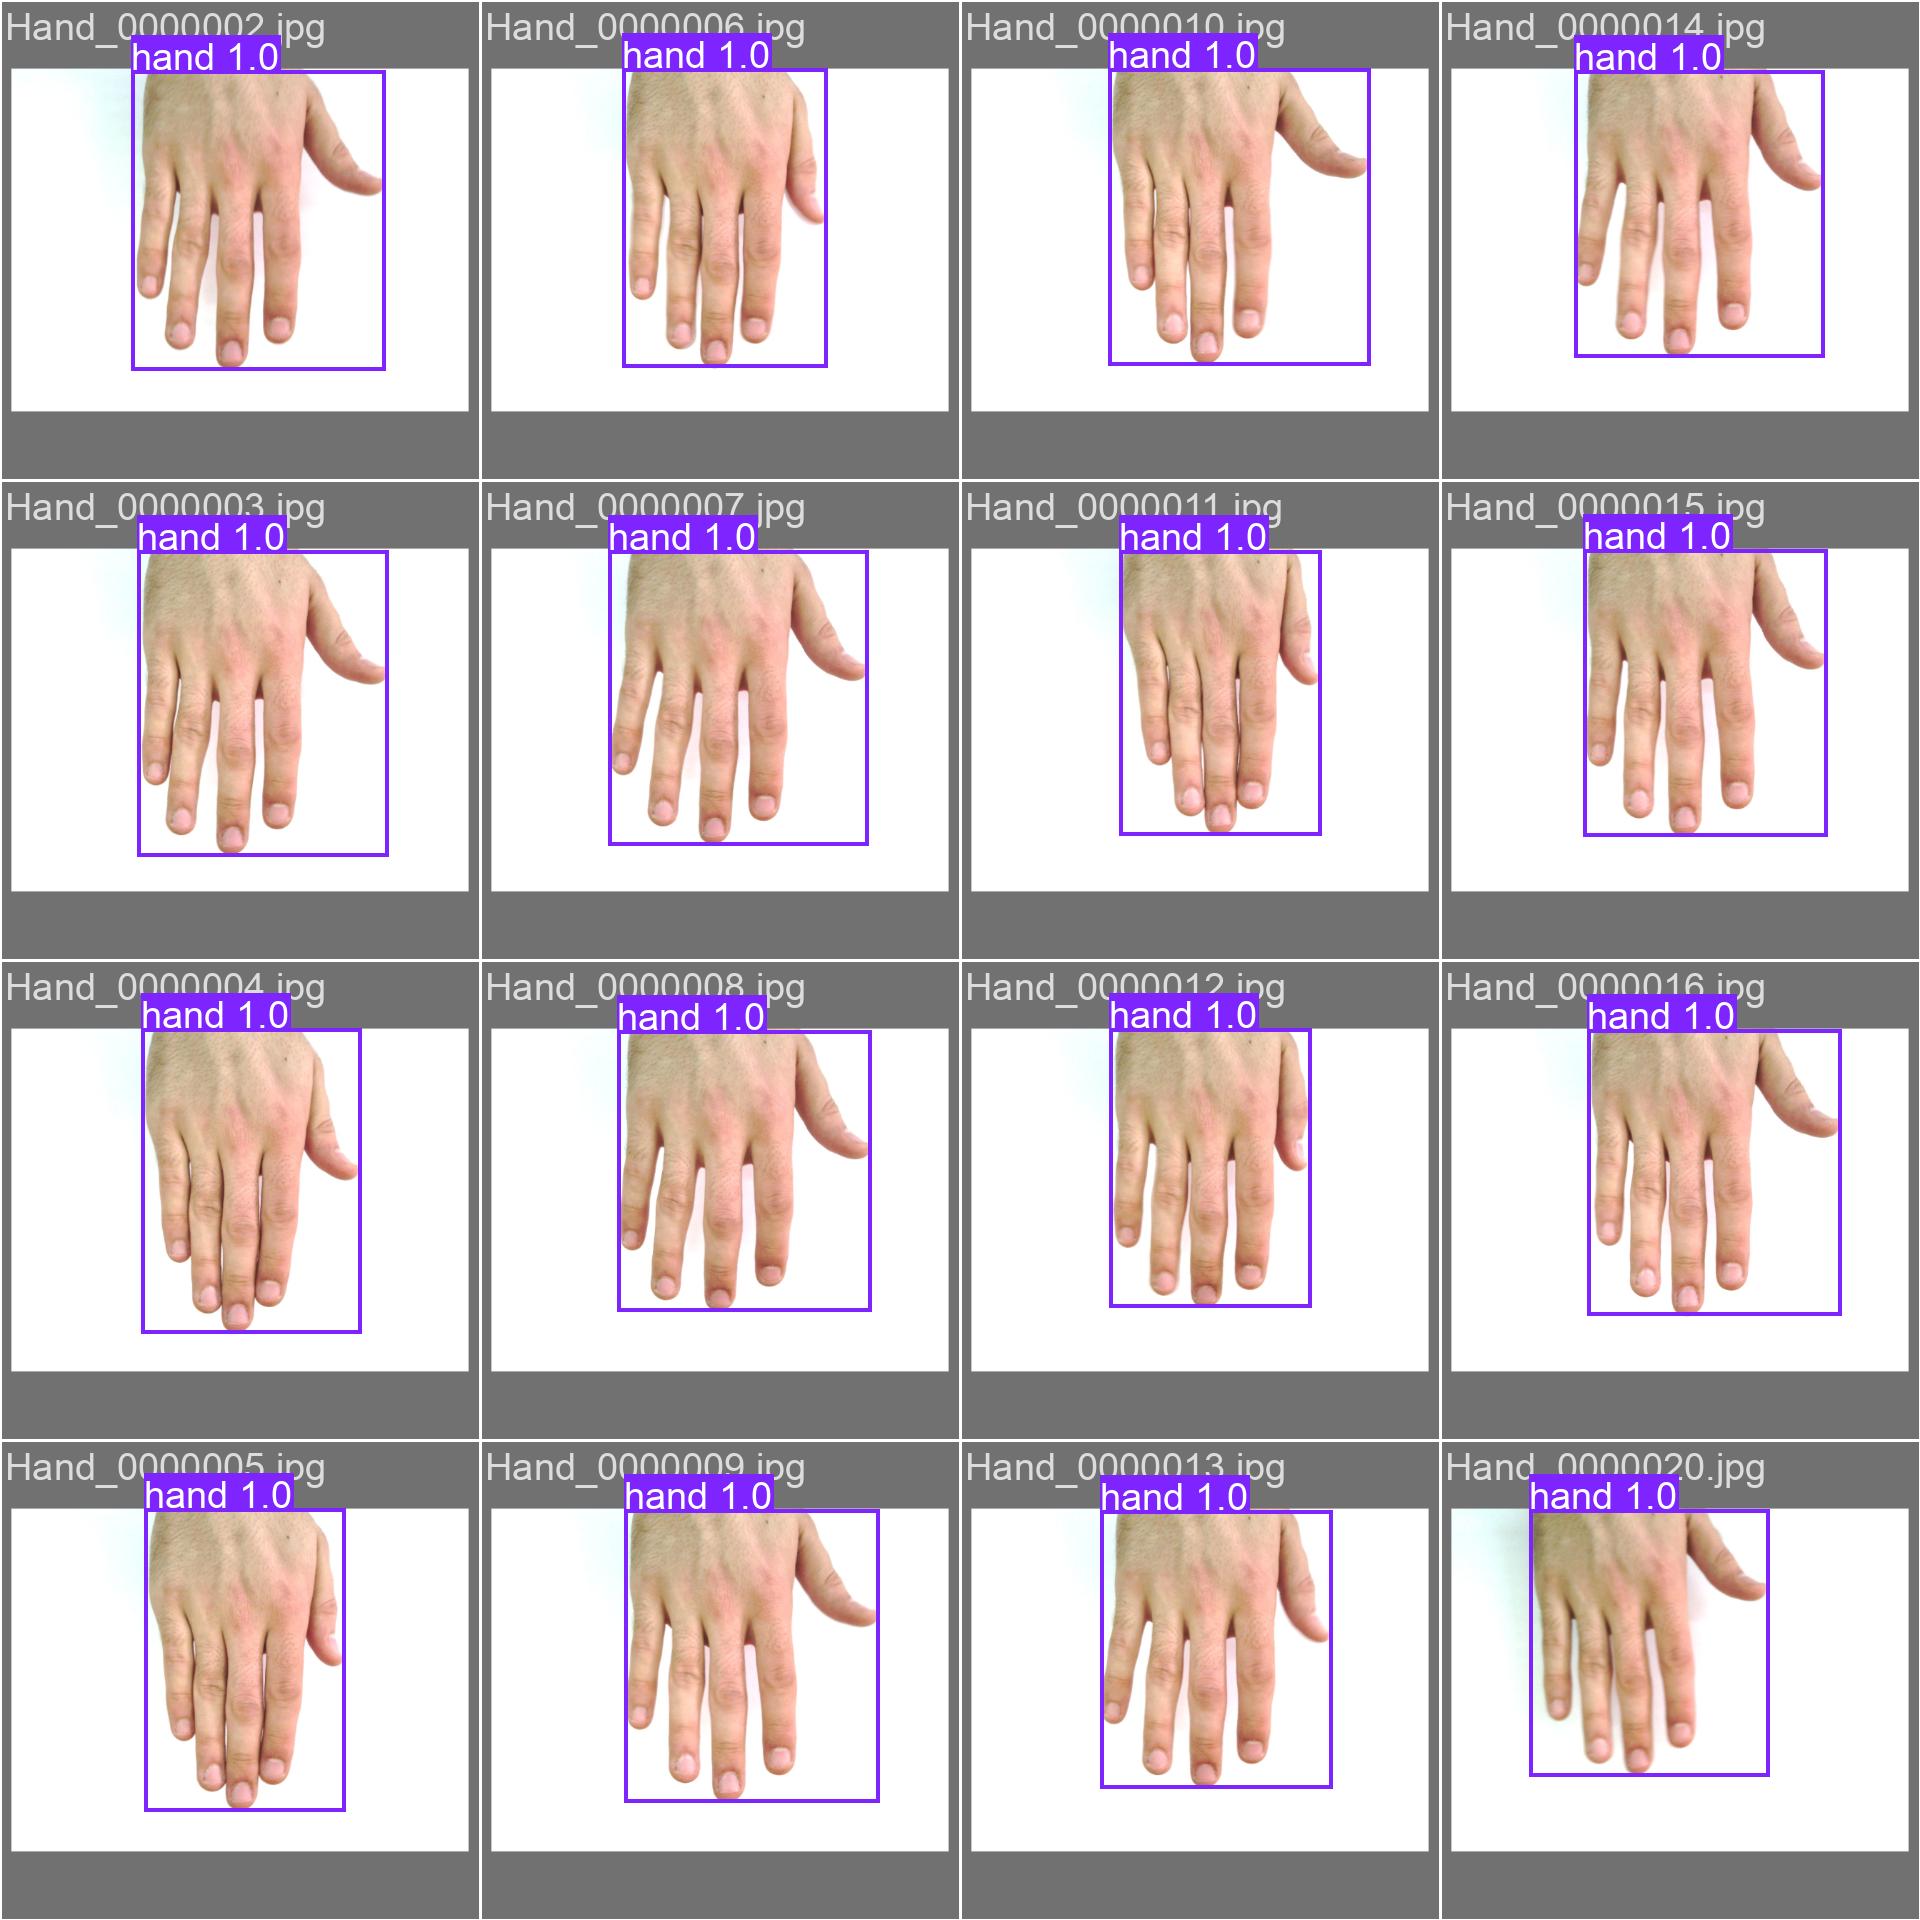 Hand_0000002.jpg
hand 1.0
Hand_0000006.jpg
hand 1.0
Hand_0000010.jpg
hand 1.0
Hand_0000014.jpg
hand 1.0
Hand_0000003.jpg
hand 1.0
Hand_0000007.jpg
hand 1.0
Hand_0000011.jpg
hand 1.0
Hand_0000015.jpg
hand 1.0
Hand_0000004.jpg
hand 1.0
Hand_0000008.jpg
hand 1.0
Hand_0000012.jpg
hand 1.0
Hand_0000016.jpg
hand 1.0
Hand_0000005.jpg
hand 1.0
Hand_0000009.jpg
hand 1.0
Hand_0000013.jpg
hand 1.0
Hand_0000020.jpg
hand 1.0